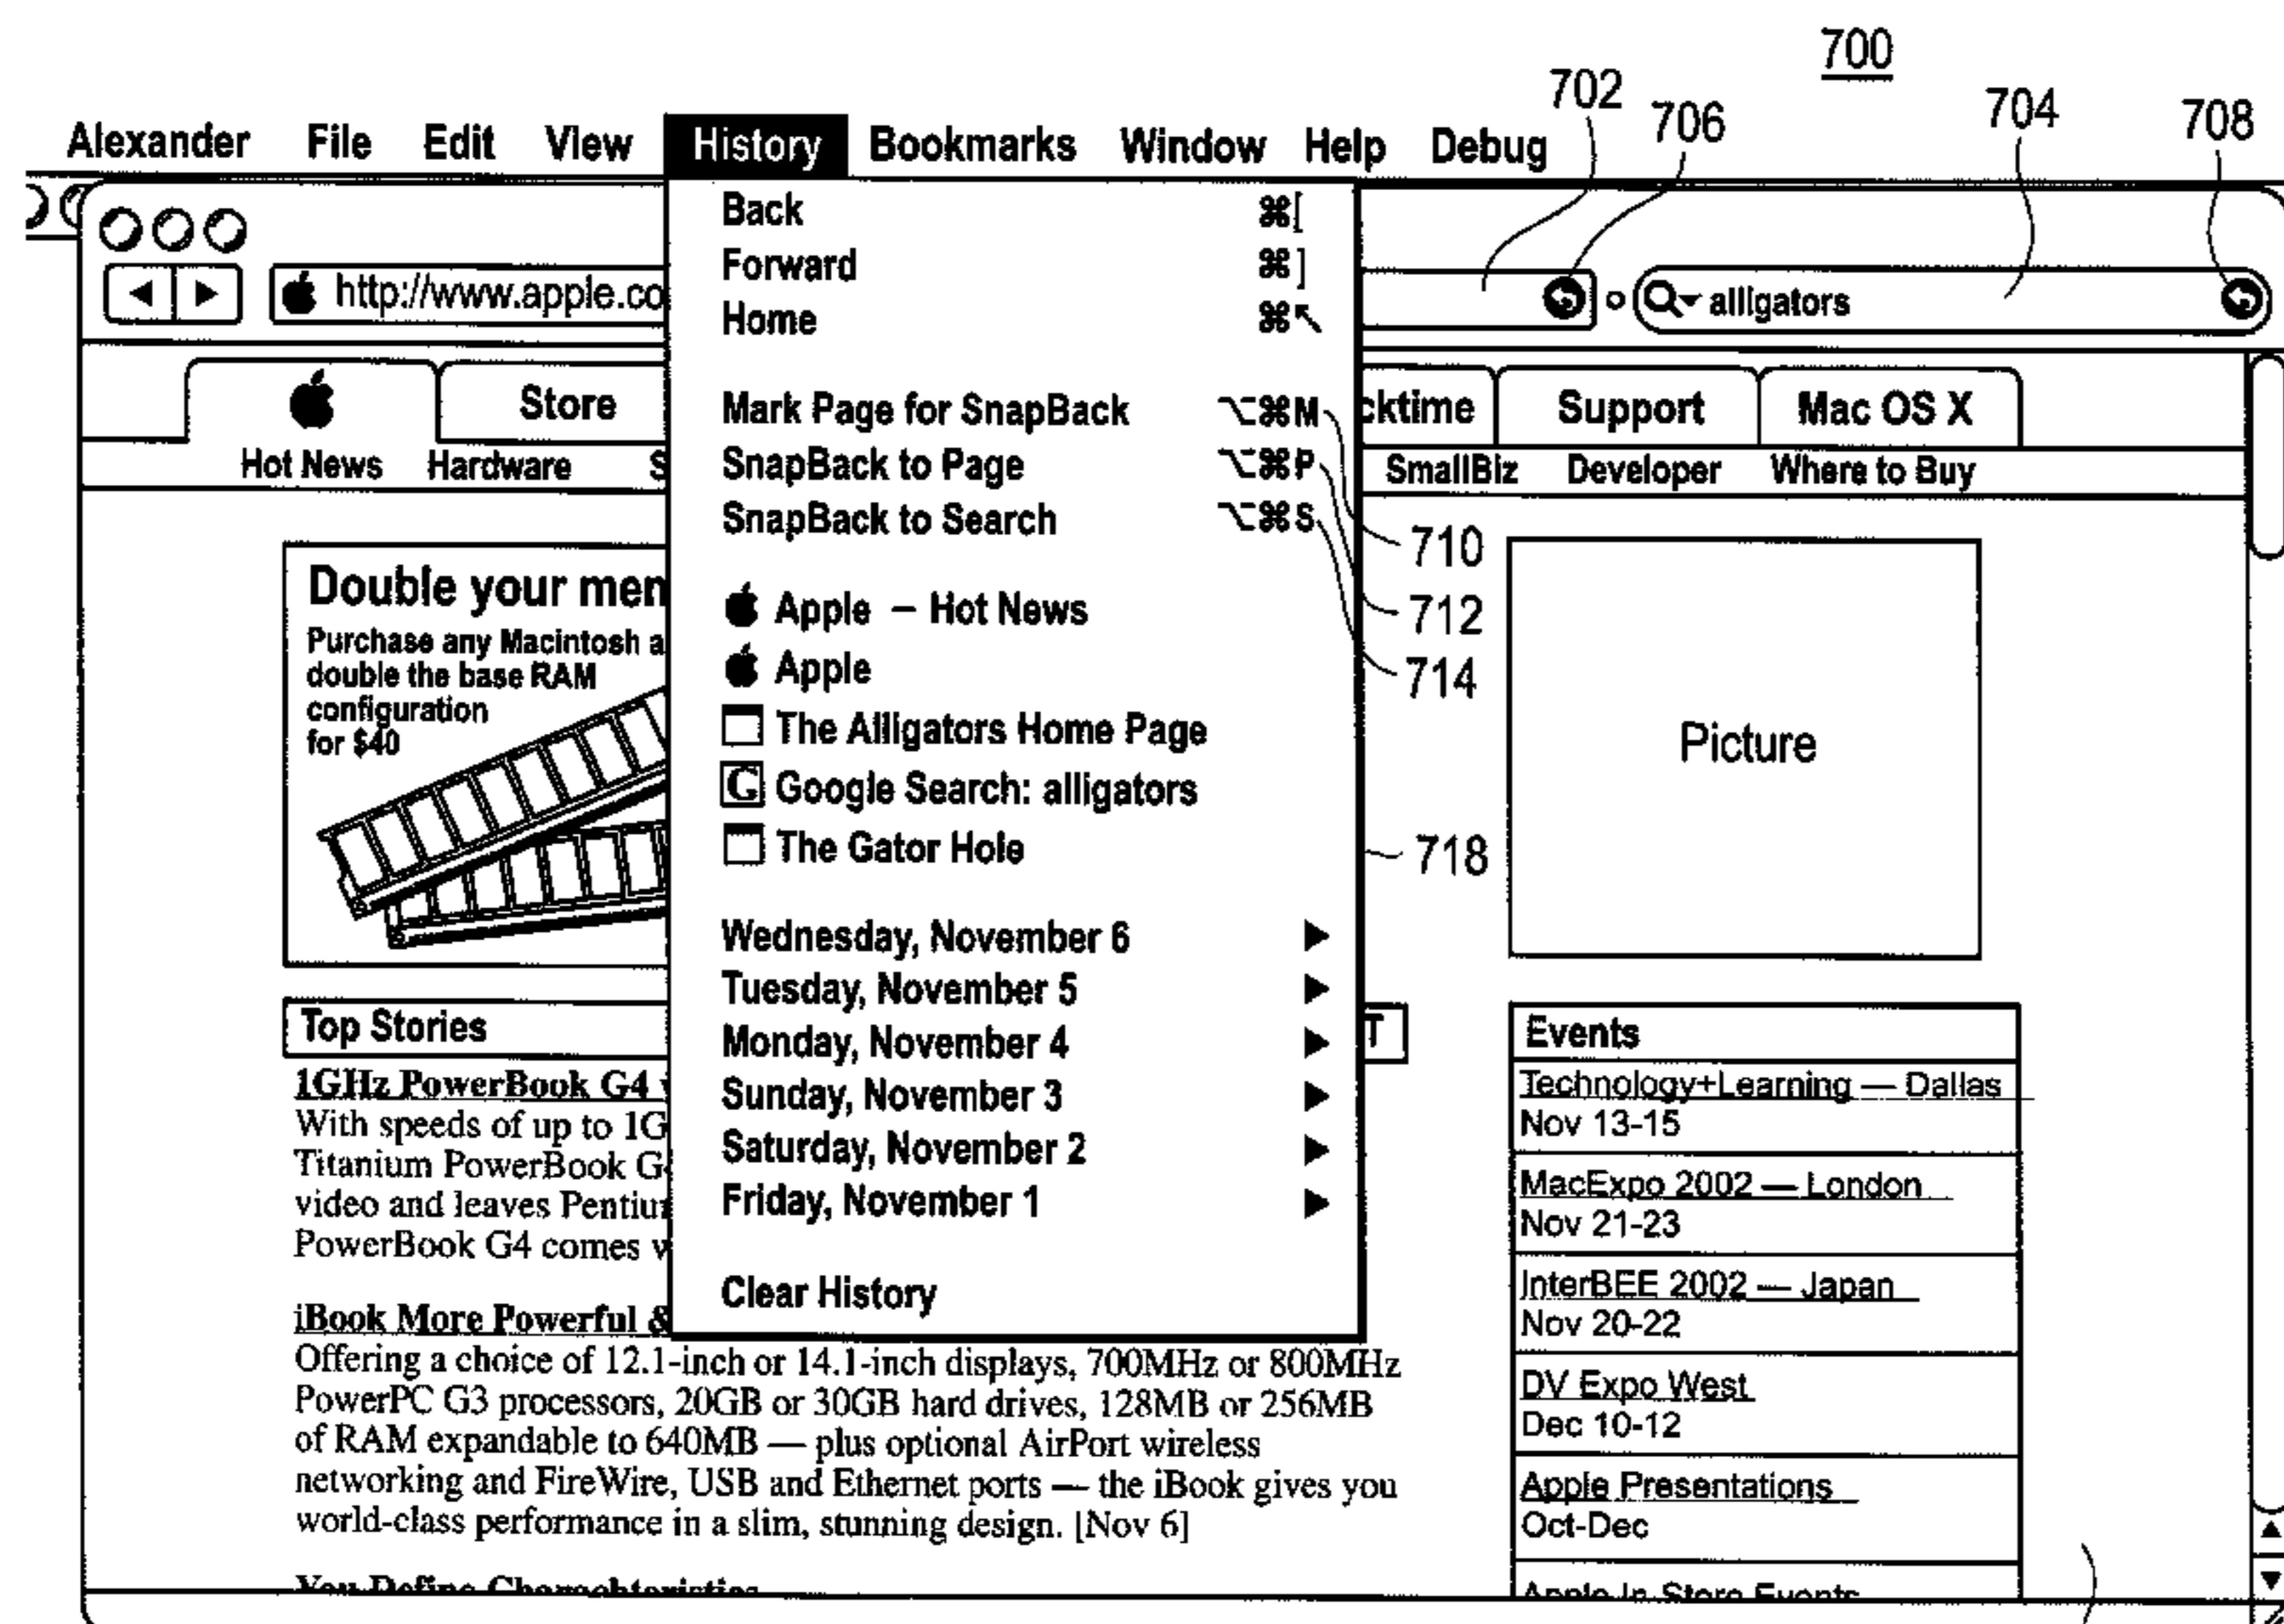 700
702 706 704 708
Alexander File Edit View History Bookmarks Window Help Debug
Back ⌘[
Forward ⌘]
Home ⌘↖
http://www.apple.co
alligators
Mark Page for SnapBack ⌥⌘M
SnapBack to Page ⌥⌘P
SnapBack to Search ⌥⌘S
Apple – Hot News
Apple
The Alligators Home Page
Google Search: alligators
The Gator Hole
Wednesday, November 6
Tuesday, November 5
Monday, November 4
Sunday, November 3
Saturday, November 2
Friday, November 1
Clear History
710
712
714
718
Store cktime Support Mac OS X
Hot News Hardware S SmallBiz Developer Where to Buy
Double your mem
Purchase any Macintosh a
double the base RAM
configuration
for $40
Picture
Top Stories T
1GHz PowerBook G4
With speeds of up to 1G
Titanium PowerBook G4
video and leaves Pentiu
PowerBook G4 comes w
iBook More Powerful &
Offering a choice of 12.1-inch or 14.1-inch displays, 700MHz or 800MHz
PowerPC G3 processors, 20GB or 30GB hard drives, 128MB or 256MB
of RAM expandable to 640MB — plus optional AirPort wireless
networking and FireWire, USB and Ethernet ports — the iBook gives you
world-class performance in a slim, stunning design. [Nov 6]
You Define
Events
Technology+Learning — Dallas
Nov 13-15
MacExpo 2002 — London
Nov 21-23
InterBEE 2002 — Japan
Nov 20-22
DV Expo West
Dec 10-12
Apple Presentations
Oct-Dec
Apple In-Store Events